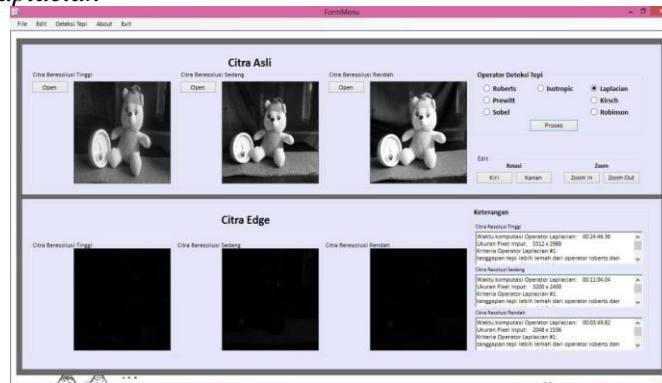 aplacian
FormMenu
File Edit Deteksi Tepi About Exit
Citra Asli
Citra Beresolusi Tinggi Citra Beresolusi Sedang Citra Beresolusi Rendah
Open Open Open
Operator Deteksi Tepi
Roberts Isotropic Laplacian
Prewitt Kirsch
Sobel Robinson
Proses
Edit
Rotasi Zoom
Kiri Kanan Zoom In Zoom Out
Citra Edge
Citra Beresolusi Tinggi Citra Beresolusi Sedang Citra Beresolusi Rendah
Keterangan
Citra Resolusi Tinggi
Waktu komputasi Operator Laplacian: 00:24:46.36
Ukuran Pixel Input: 5312 x 2988
Kriteria Operator Laplacian #1:
tanggapan tepi lebih lemah dari operator roberts dan
Citra Resolusi Sedang
Waktu komputasi Operator Laplacian: 00:11:04.04
Ukuran Pixel Input: 3200 x 2400
Kriteria Operator Laplacian #1:
tanggapan tepi lebih lemah dari operator roberts dan
Citra Resolusi Rendah
Waktu komputasi Operator Laplacian: 00:03:49.82
Ukuran Pixel Input: 2048 x 1536
Kriteria Operator Laplacian #1:
tanggapan tepi lebih lemah dari operator roberts dan